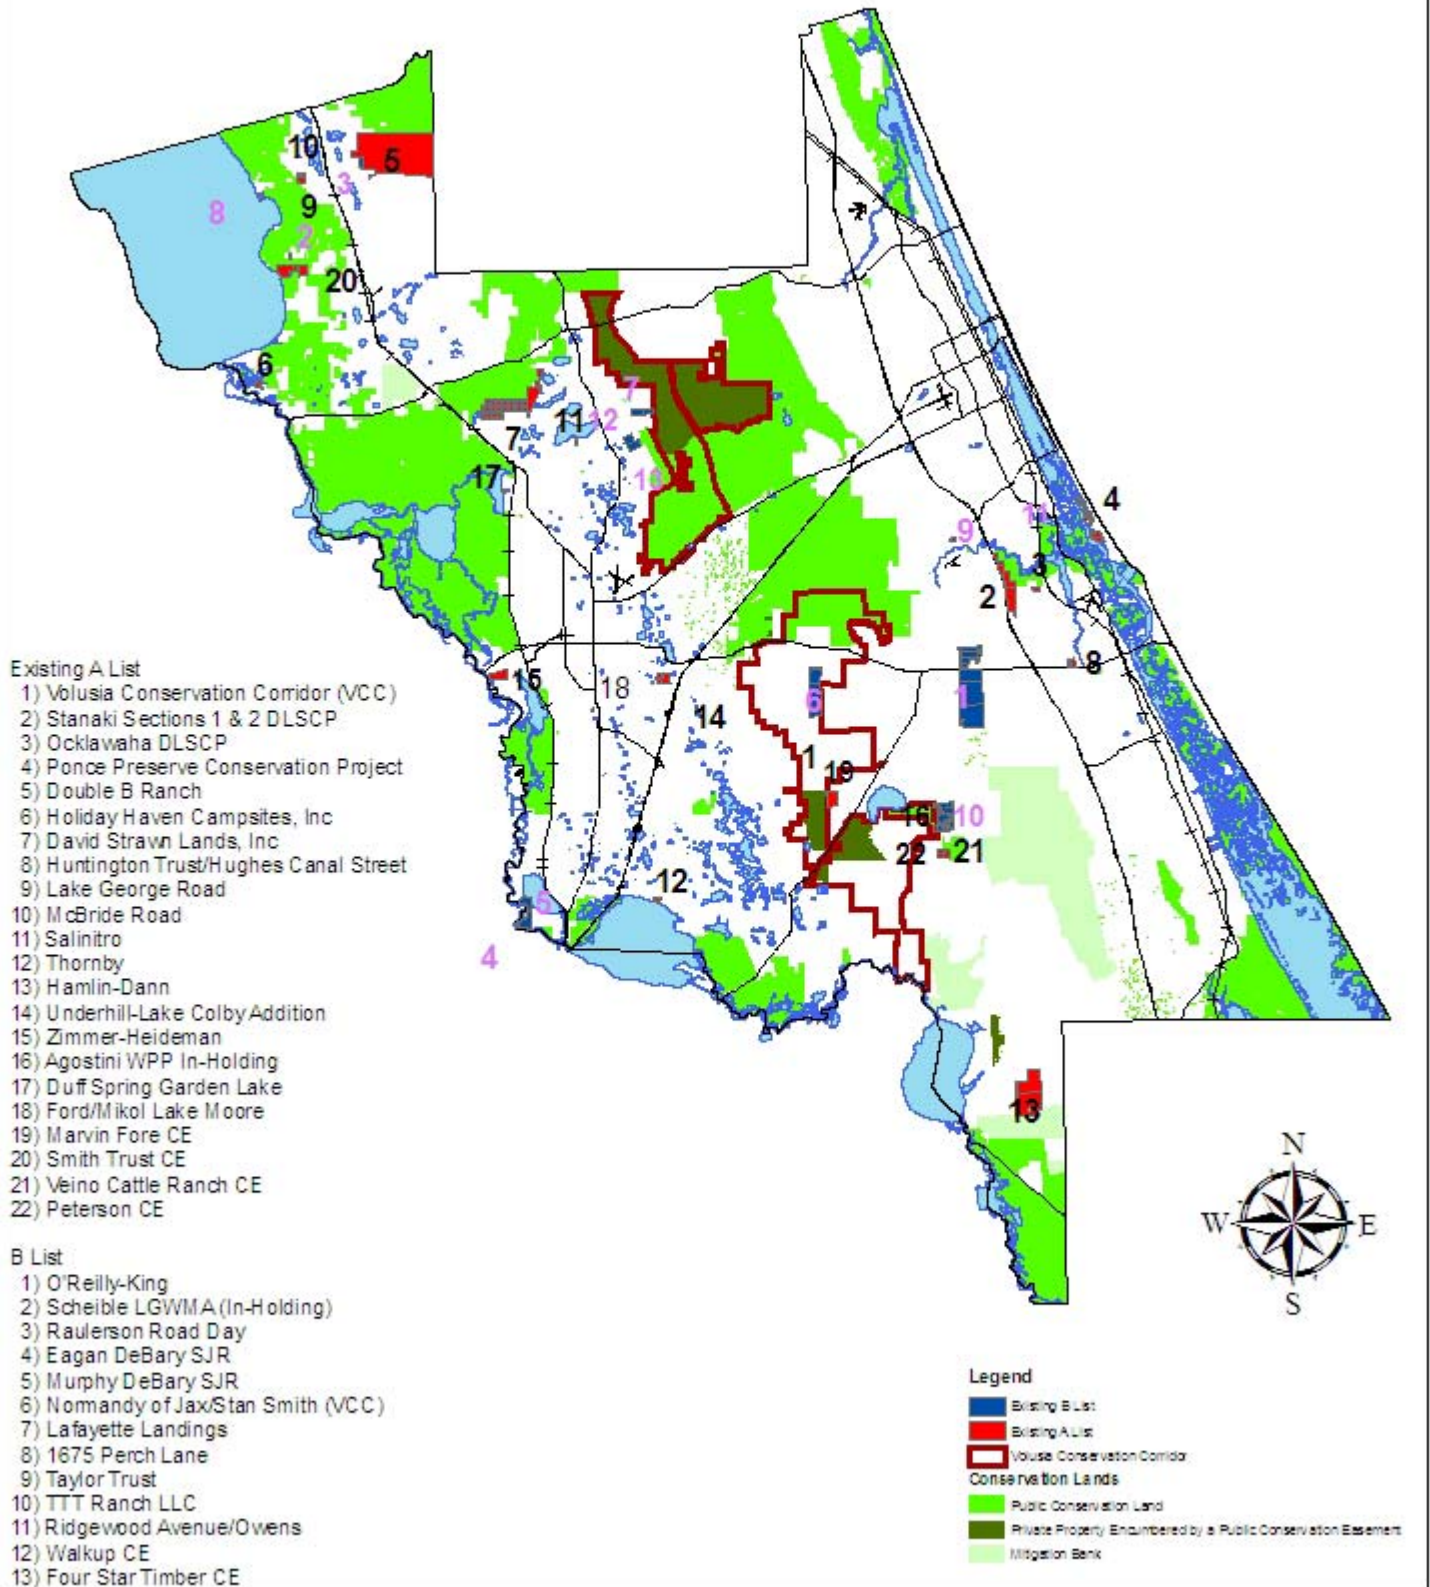 10
5
3
8
9
2
20
6
7
11
12
7
17
13
4
11
9
3
2
8
15
18
6
1
14
1
19
16
10
22
21
12
5
4
13
Existing A List
1) Volusia Conservation Corridor (VCC)
2) Stanaki Sections 1 & 2 DLSCP
3) Ocklawaha DLSCP
4) Ponce Preserve Conservation Project
5) Double B Ranch
6) Holiday Haven Campsites, Inc
7) David Strawn Lands, Inc
8) Huntington Trust/Hughes Canal Street
9) Lake George Road
10) McBride Road
11) Salinitro
12) Thornby
13) Hamlin-Dann
14) Underhill-Lake Colby Addition
15) Zimmer-Heideman
16) Agostini WPP In-Holding
17) Duff Spring Garden Lake
18) Ford/Mikol Lake Moore
19) Marvin Fore CE
20) Smith Trust CE
21) Veino Cattle Ranch CE
22) Peterson CE
B List
1) O'Reilly-King
2) Scheible LGWMA (In-Holding)
3) Raulerson Road Day
4) Eagan DeBary SJR
5) Murphy DeBary SJR
6) Normandy of Jax/Stan Smith (VCC)
7) Lafayette Landings
8) 1675 Perch Lane
9) Taylor Trust
10) TTT Ranch LLC
11) Ridgewood Avenue/Owens
12) Walkup CE
13) Four Star Timber CE
N
W E
S
Legend
Existing B List
Existing A List
Volusia Conservation Corridor
Conservation Lands
Public Conservation Land
Private Property Encumbered by a Public Conservation Easement
Mitigation Bank